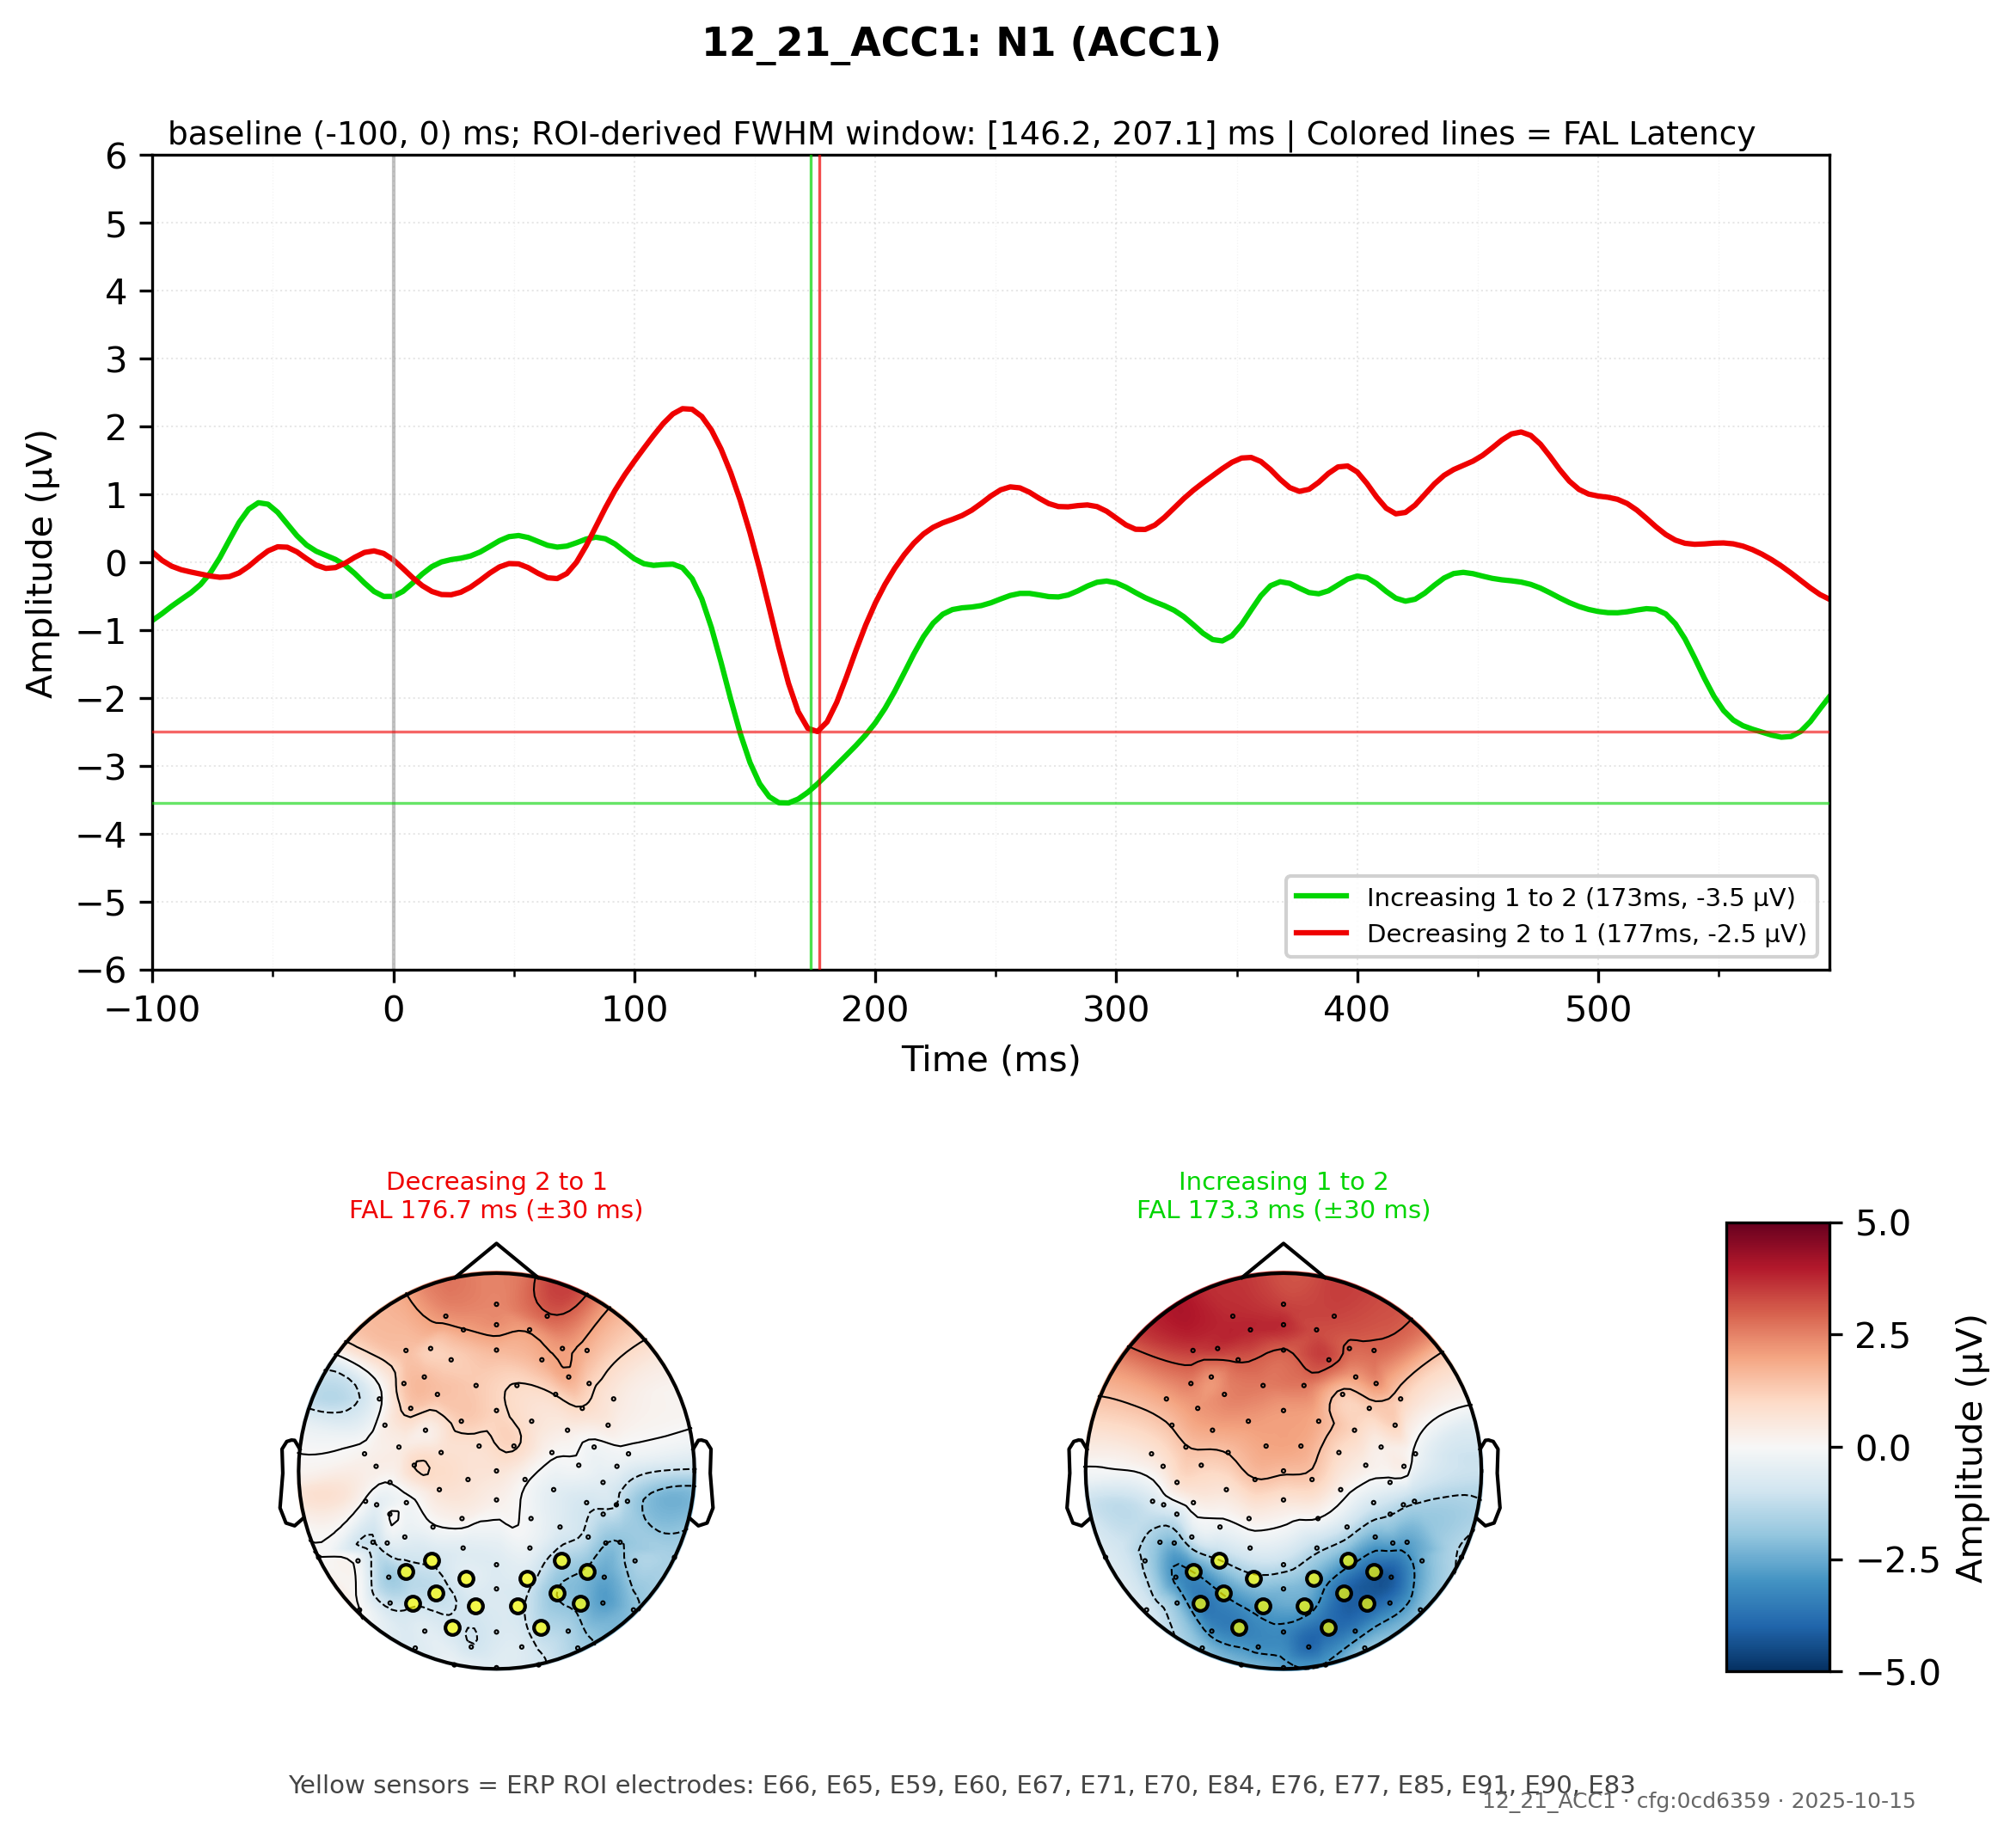 12_21_ACC1: N1 (ACC1)
baseline (-100, 0) ms; ROI-derived FWHM window: [146.2, 207.1] ms | Colored lines = FAL Latency
6
5
4
3
2
1
0
−1
−2
−3
−4
−5
−6
Amplitude (µV)
−100
0
100
200
300
400
500
Time (ms)
Increasing 1 to 2 (173ms, -3.5 µV)
Decreasing 2 to 1 (177ms, -2.5 µV)
Decreasing 2 to 1
FAL 176.7 ms (±30 ms)
Increasing 1 to 2
FAL 173.3 ms (±30 ms)
5.0
2.5
0.0
−2.5
−5.0
Amplitude (µV)
Yellow sensors = ERP ROI electrodes: E66, E65, E59, E60, E67, E71, E70, E84, E76, E77, E85, E91, E90, E83
12_21_ACC1 · cfg:0cd6359 · 2025-10-15